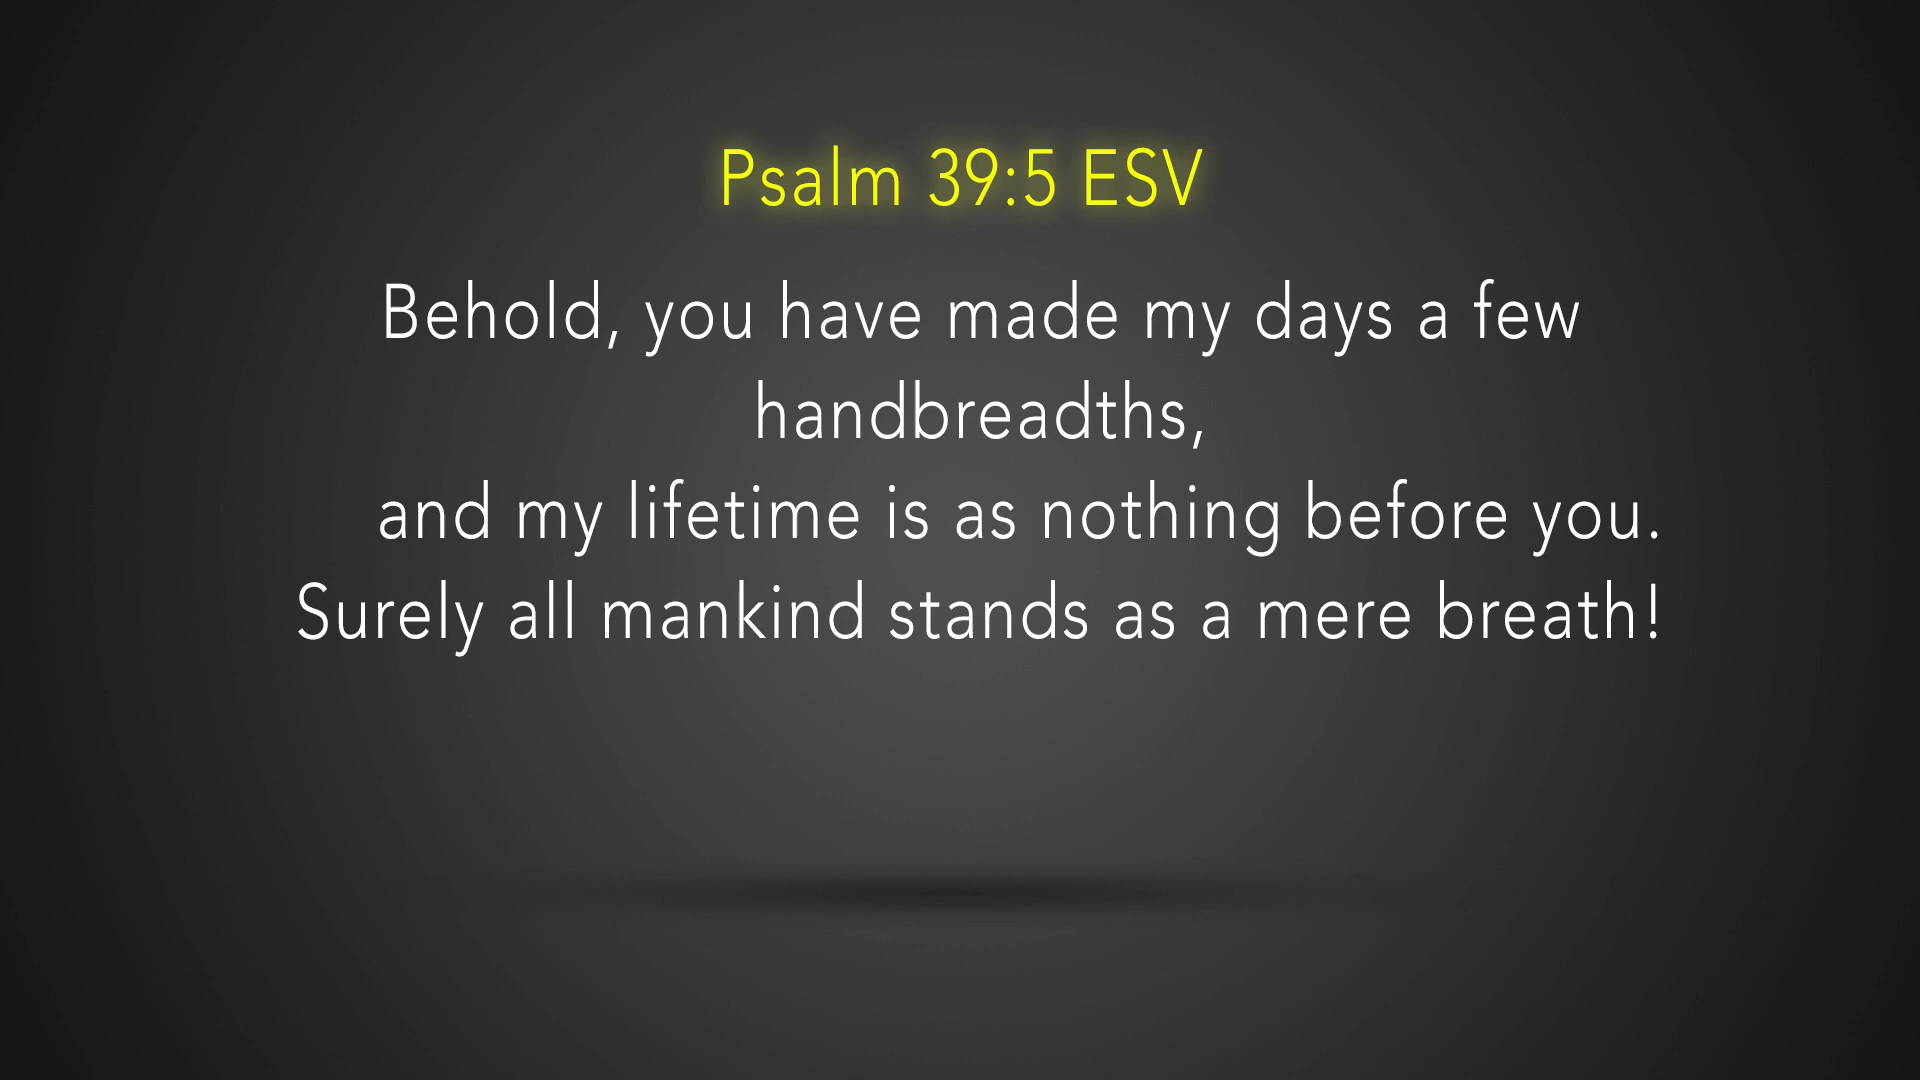 Psalm 39:5 ESV
Behold, you have made my days a few
handbreadths,
and my lifetime is as nothing before you.
Surely all mankind stands as a mere breath!